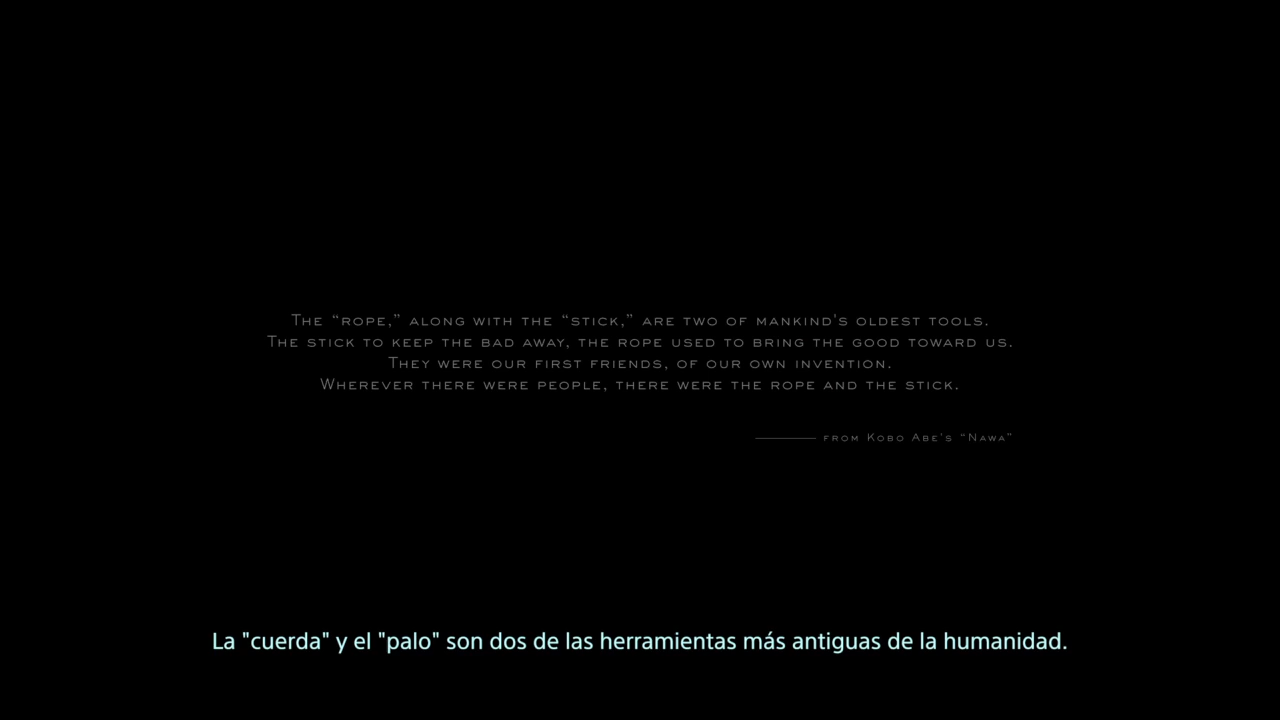 The “rope,” along with the “stick,” are two of mankind's oldest tools.
The stick to keep the bad away, the rope used to bring the good toward us.
They were our first friends, of our own invention.
Wherever there were people, there were the rope and the stick.
——— from Kobo Abe's “Nawa”
La "cuerda" y el "palo" son dos de las herramientas más antiguas de la humanidad.